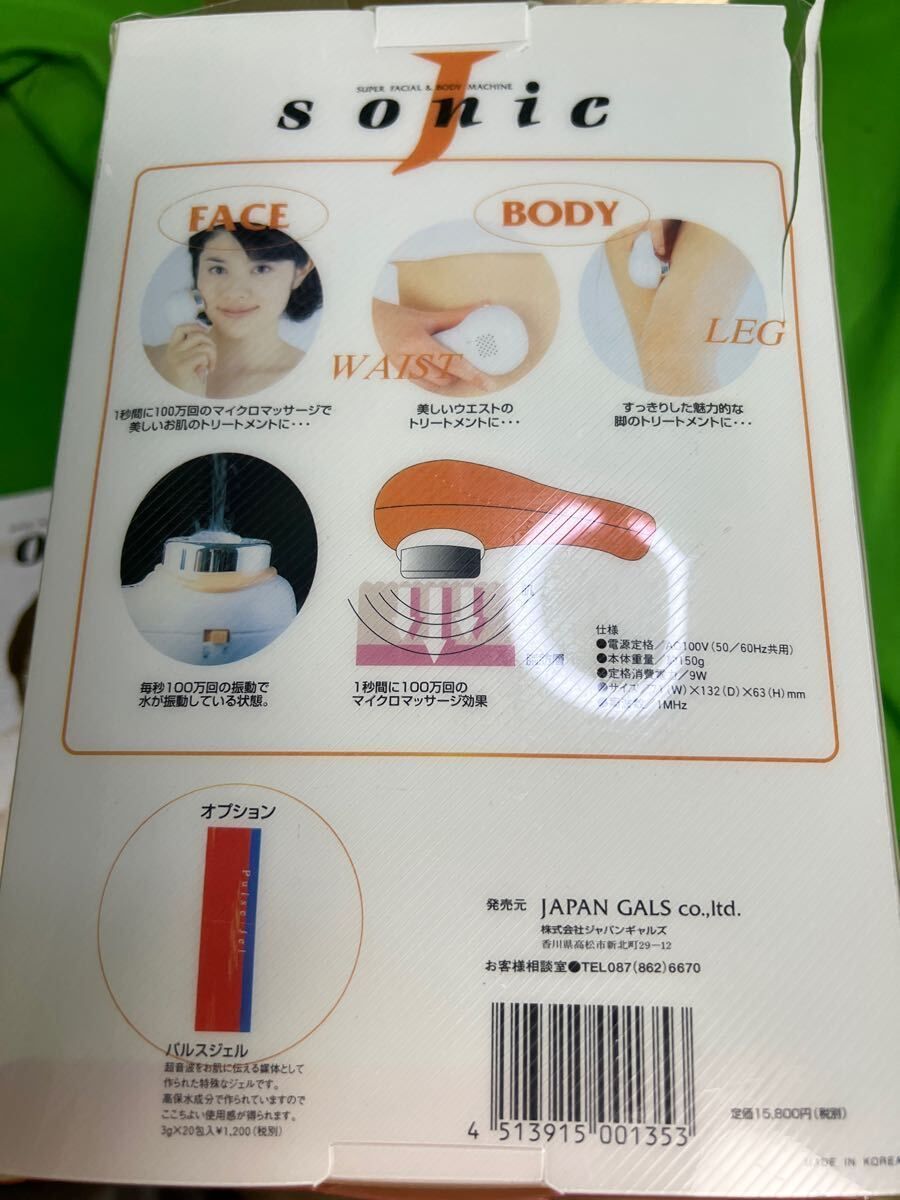 SUPER FACIAL & BODY MACHINE
J sonic
FACE
BODY
WAIST
LEG
1秒間に100万回のマイクロマッサージで
美しいお肌のトリートメントに・・・
美しいウエストの
トリートメントに・・・
すっきりした魅力的な
脚のトリートメントに・・・
肌
脂肪層
毎秒100万回の振動で
水が振動している状態。
1秒間に100万回の
マイクロマッサージ効果
仕様
●電源定格/AC100V(50/60Hz共用)
●本体重量/ 150g
●定格消費電力/9W
●サイズ/71(W)×132(D)×63(H)mm
1MHz
オプション
Pulse jel
パルスジェル
超音波をお肌に伝える媒体として
作られた特殊なジェルです。
高保水成分で作られていますので
ここちよい使用感が得られます。
3g×20包入¥1,200(税別)
発売元 JAPAN GALS co.,ltd.
株式会社ジャパンギャルズ
香川県高松市新北町29-12
お客様相談室●TEL087(862)6670
4 513915 001353
定価15,800円(税別)
MADE IN KOREA